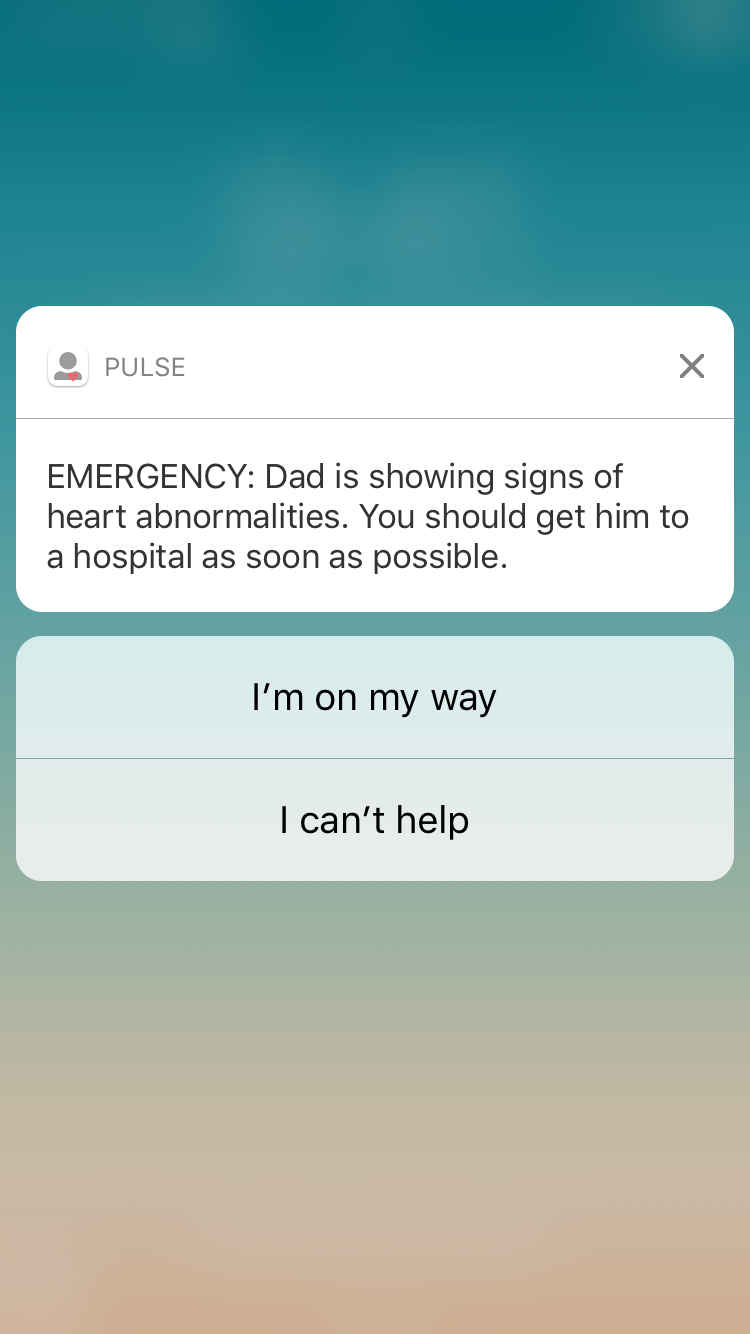 PULSE
EMERGENCY: Dad is showing signs of
heart abnormalities. You should get him to
a hospital as soon as possible.
I’m on my way
I can’t help